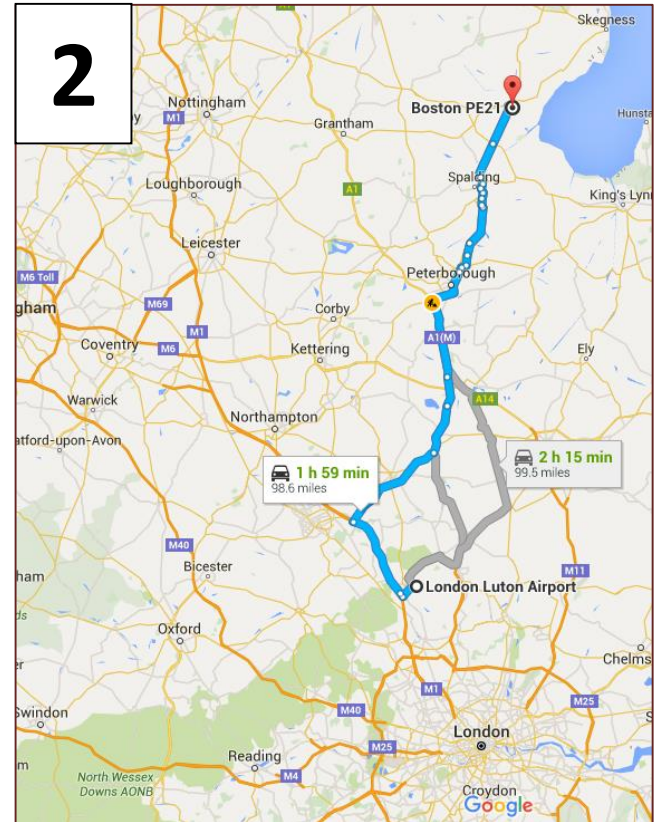 2
Skegness
A1
M1
Nottingham
Boston PE21
Grantham
Hunsta
Loughborough
A1
Spalding
King's Lynn
Leicester
M6 Toll
Peterborough
gham
M69
M1
Corby
A1(M)
Coventry
M6
Kettering
Ely
A14
Warwick
Northampton
atford-upon-Avon
1 h 59 min
98.6 miles
2 h 15 min
99.5 miles
M40
Bicester
M11
ham
ds
London Luton Airport
Oxford
er
Chelms
M1
Swindon
M40
M25
London
M25
Reading
M4
m
North Wessex
Downs AONB
Croydon
Google